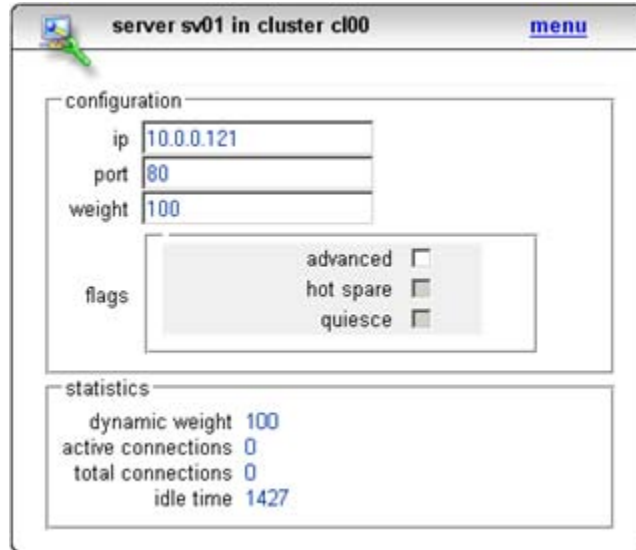 server sv01 in cluster cl00 menu
configuration
ip 10.0.0.121
port 80
weight 100
flags
advanced
hot spare
quiesce
statistics
dynamic weight 100
active connections 0
total connections 0
idle time 1427